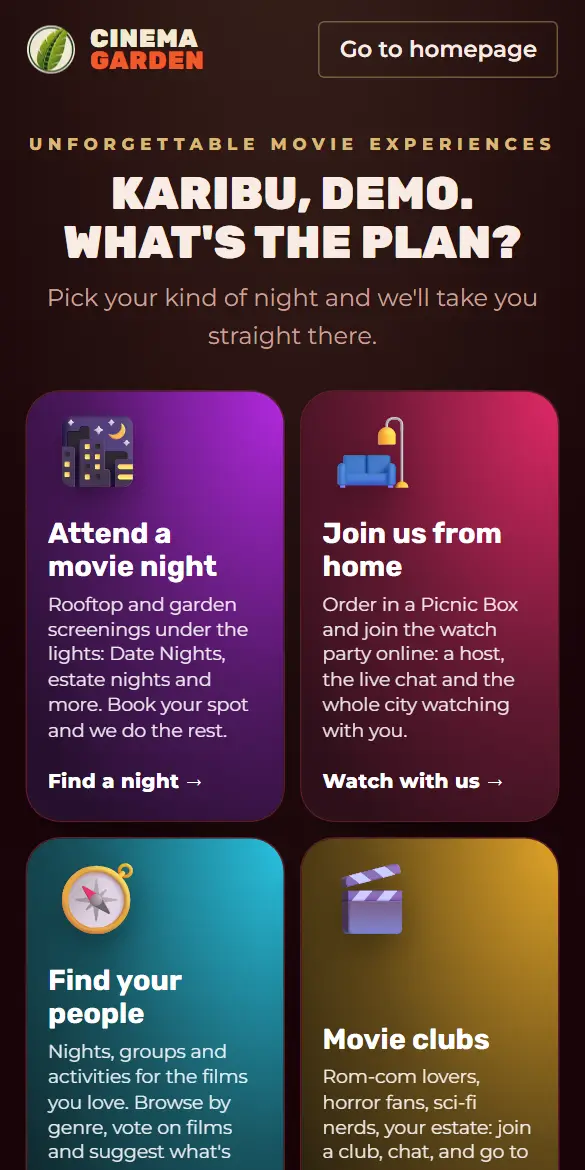 CINEMA
GARDEN
Go to homepage
UNFORGETTABLE MOVIE EXPERIENCES
KARIBU, DEMO.
WHAT'S THE PLAN?
Pick your kind of night and we'll take you
straight there.
Attend a
movie night
Rooftop and garden
screenings under the
lights: Date Nights,
estate nights and
more. Book your spot
and we do the rest.
Find a night →
Join us from
home
Order in a Picnic Box
and join the watch
party online: a host,
the live chat and the
whole city watching
with you.
Watch with us →
Find your
people
Nights, groups and
activities for the films
you love. Browse by
genre, vote on films
and suggest what's
Movie clubs
Rom-com lovers,
horror fans, sci-fi
nerds, your estate: join
a club, chat, and go to